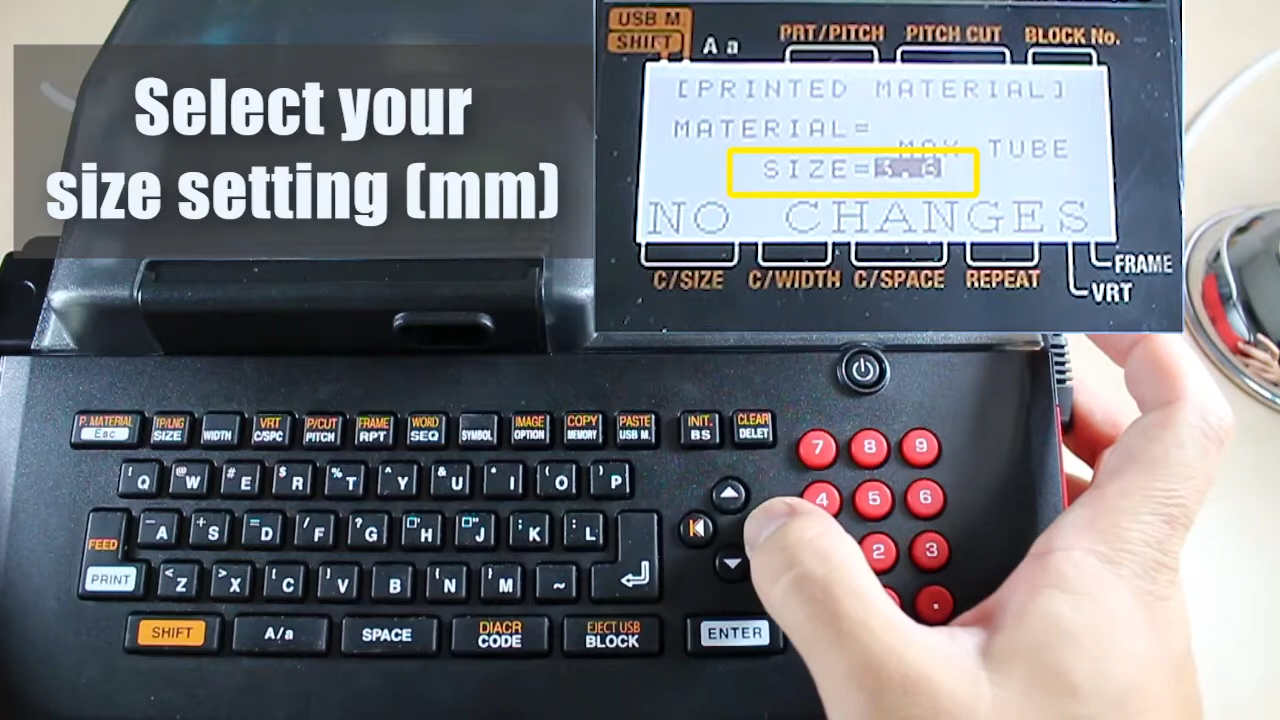 Select your
size setting (mm)
USB M.
SHIFT
A a
PRT/PITCH
PITCH CUT
BLOCK No.
[PRINTED MATERIAL]
MATERIAL=
MAX TUBE
SIZE=3.6
NO CHANGES
FRAME
VRT
C/SIZE
C/WIDTH
C/SPACE
REPEAT
P. MATERIAL
Esc
TP/LNG
SIZE
WIDTH
VRT
C/SPC
P/CUT
PITCH
FRAME
RPT
WORD
SEQ
SYMBOL
IMAGE
OPTION
COPY
MEMORY
PASTE
USB M.
INIT.
BS
CLEAR
DELET
7 8 9
! Q @ W # E $ R % T ^ Y & U * I ( O ) P
4 5 6
FEED
_ A + S = D / F ? G H J ; K : L
2 3
PRINT
< Z > X [ C ] V B { N } M ~
.
SHIFT
A/a
SPACE
DIACR
CODE
EJECT USB
BLOCK
ENTER